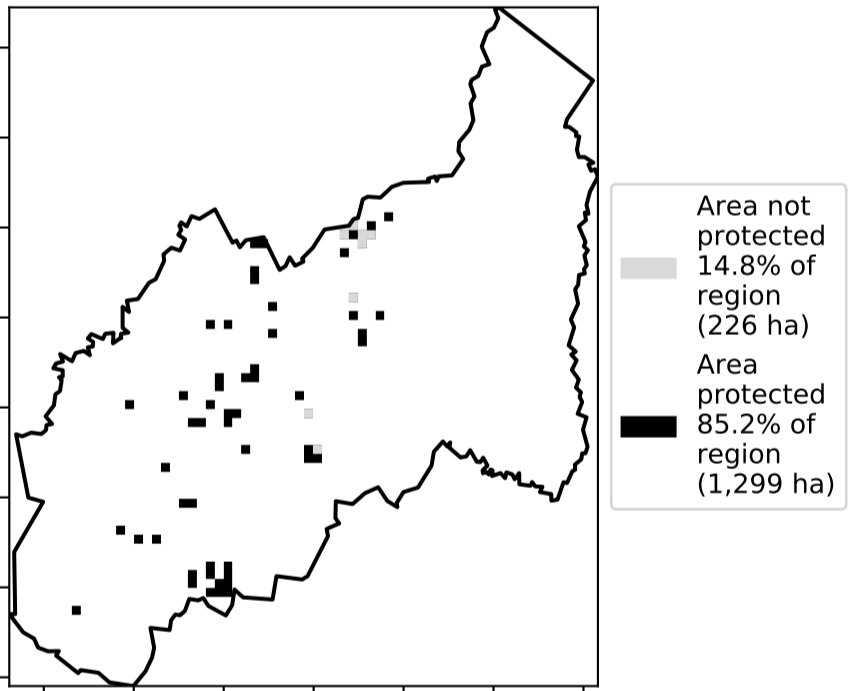 Area not
protected
14.8% of
region
(226 ha)
Area
protected
85.2% of
region
(1,299 ha)